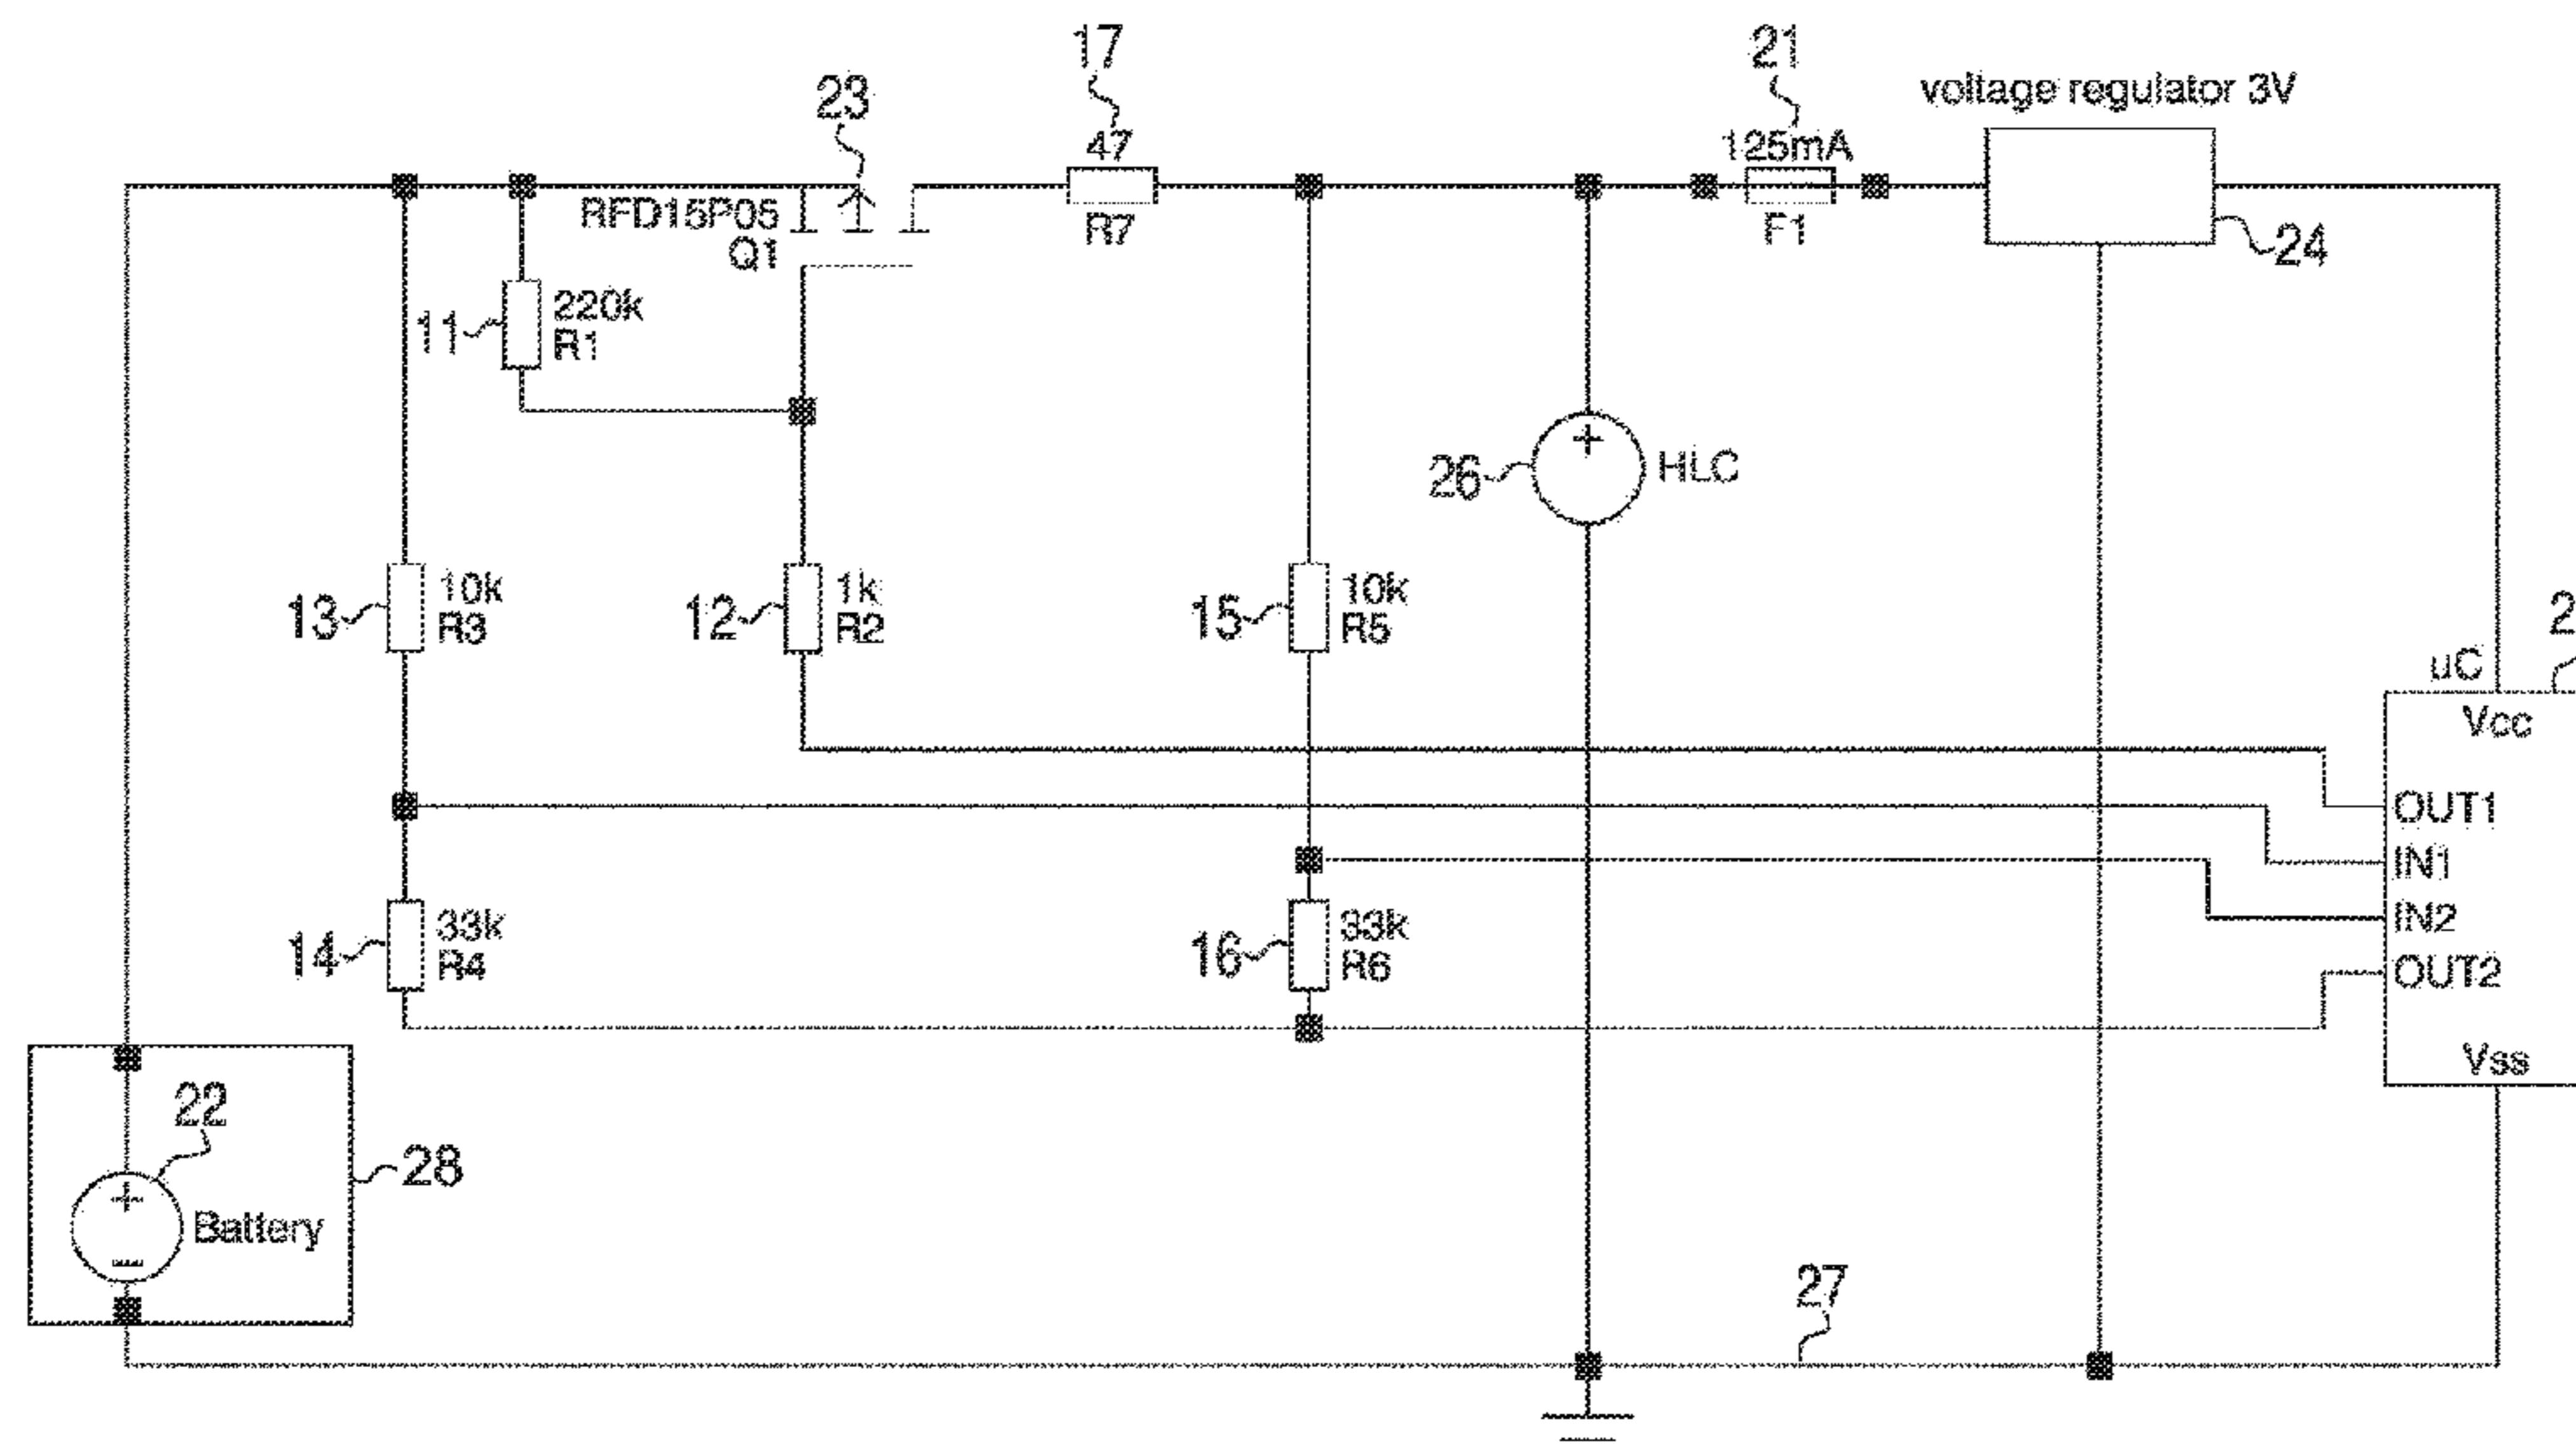 17
21
23
voltage regulator 3V
47
125mA
RFD15P05
Q1
R7
F1
24
11
220k
R1
26
+
HLC
13
10k
R3
12
1k
R2
15
10k
R5
2
uC
Vcc
OUT1
IN1
IN2
OUT2
Vss
14
33k
R4
16
33k
R6
22
28
+
Battery
-
27